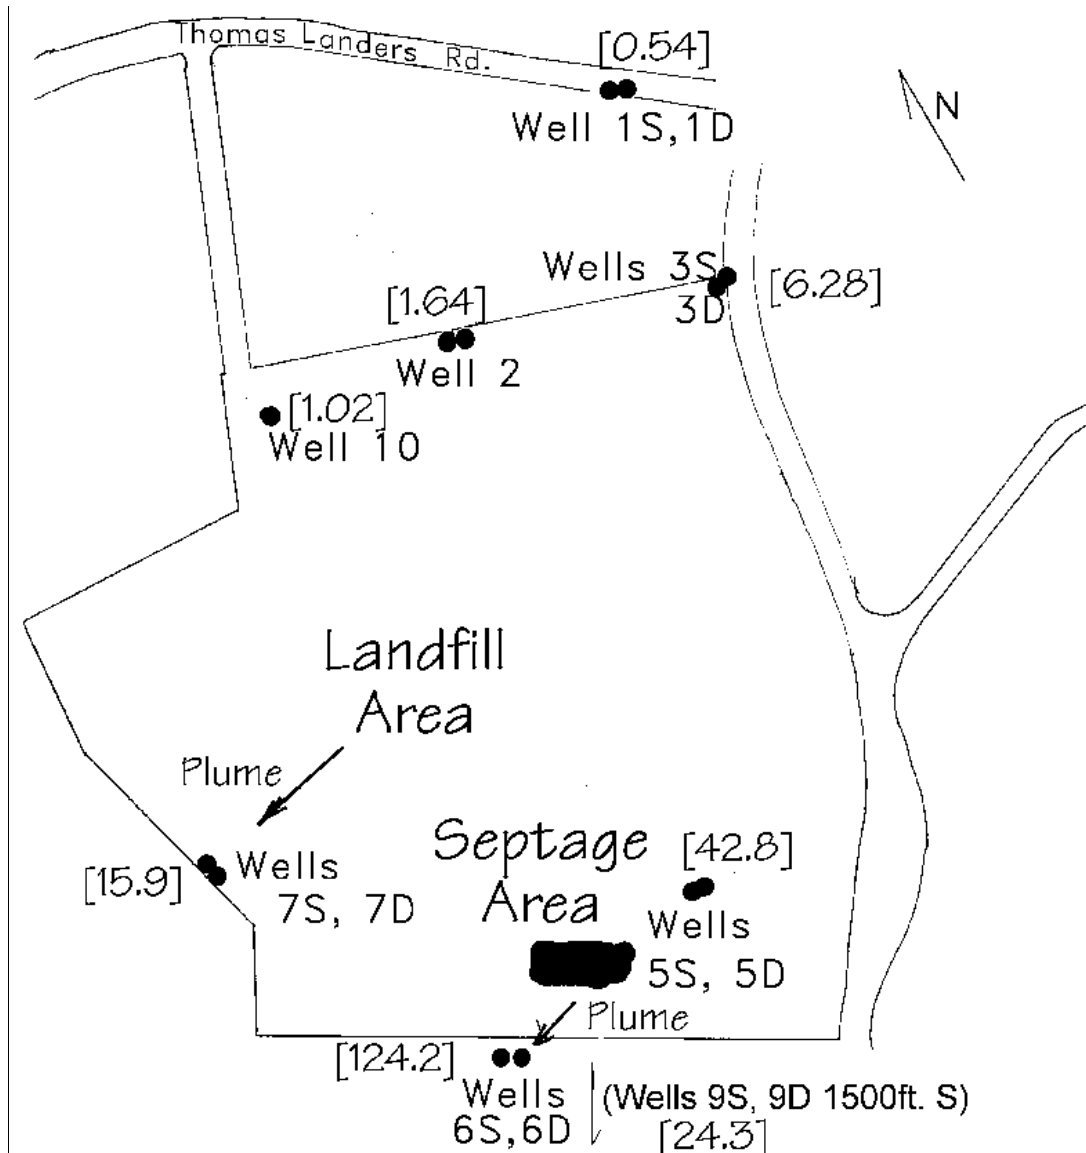 Thomas Landers Rd.
[0.54]
Well 1S,1D
N
Wells 3S
3D
[6.28]
[1.64]
Well 2
[1.02]
Well 10
Landfill
Area
Plume
[15.9]
Wells
7S, 7D
Septage
Area
[42.8]
Wells
5S, 5D
Plume
[124.2]
Wells
6S,6D
(Wells 9S, 9D 1500ft. S)
[24.3]